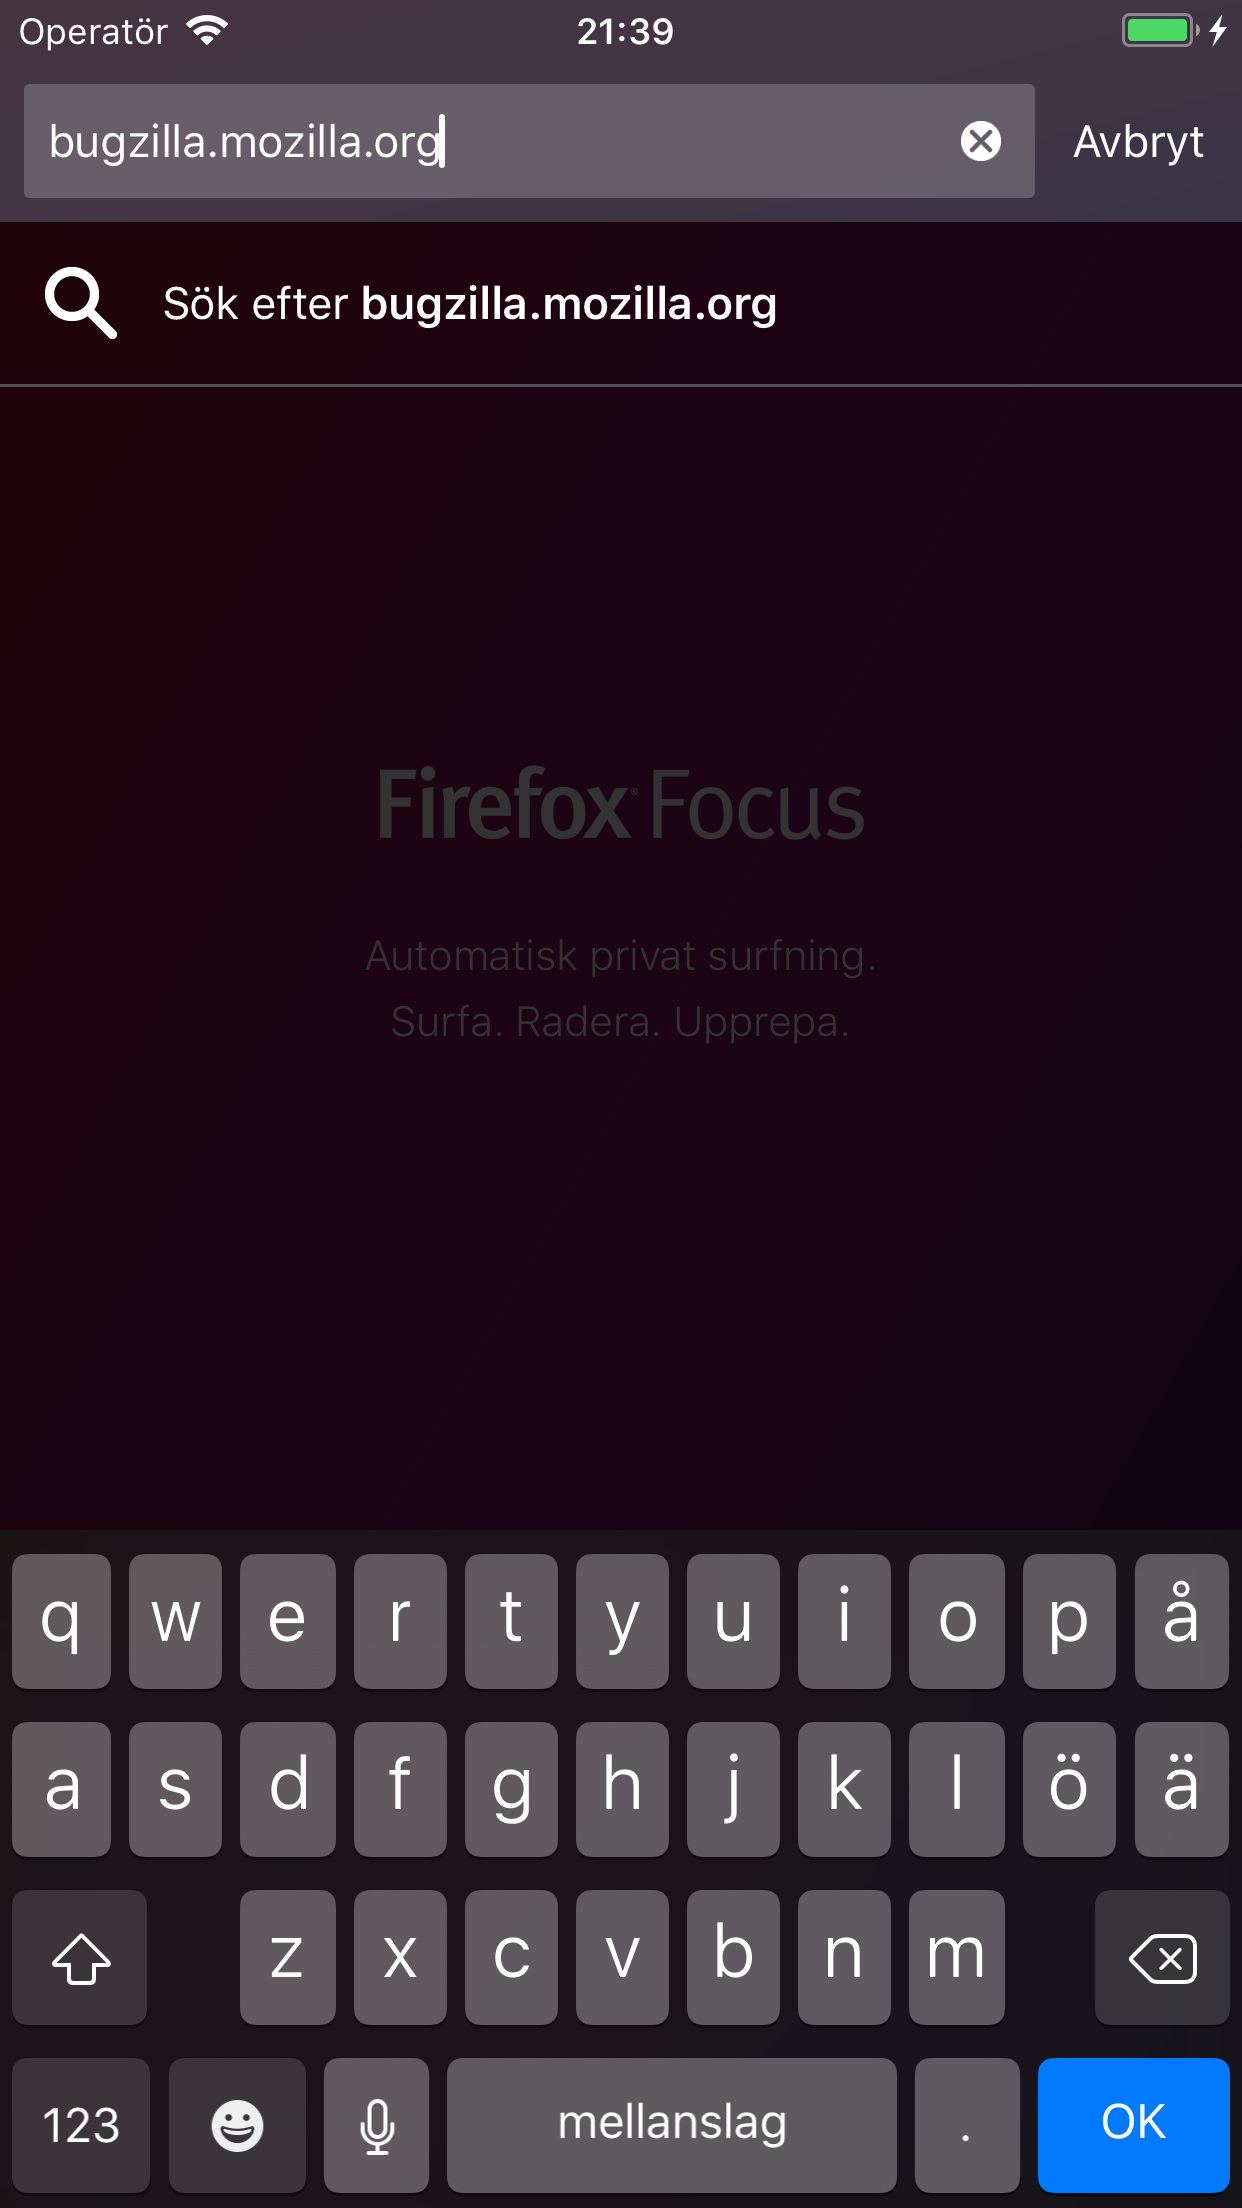 Operatör 21:39
bugzilla.mozilla.org Avbryt
Sök efter bugzilla.mozilla.org
Firefox® Focus
Automatisk privat surfning.
Surfa. Radera. Upprepa.
q w e r t y u i o p å
a s d f g h j k l ö ä
z x c v b n m
123 mellanslag . OK